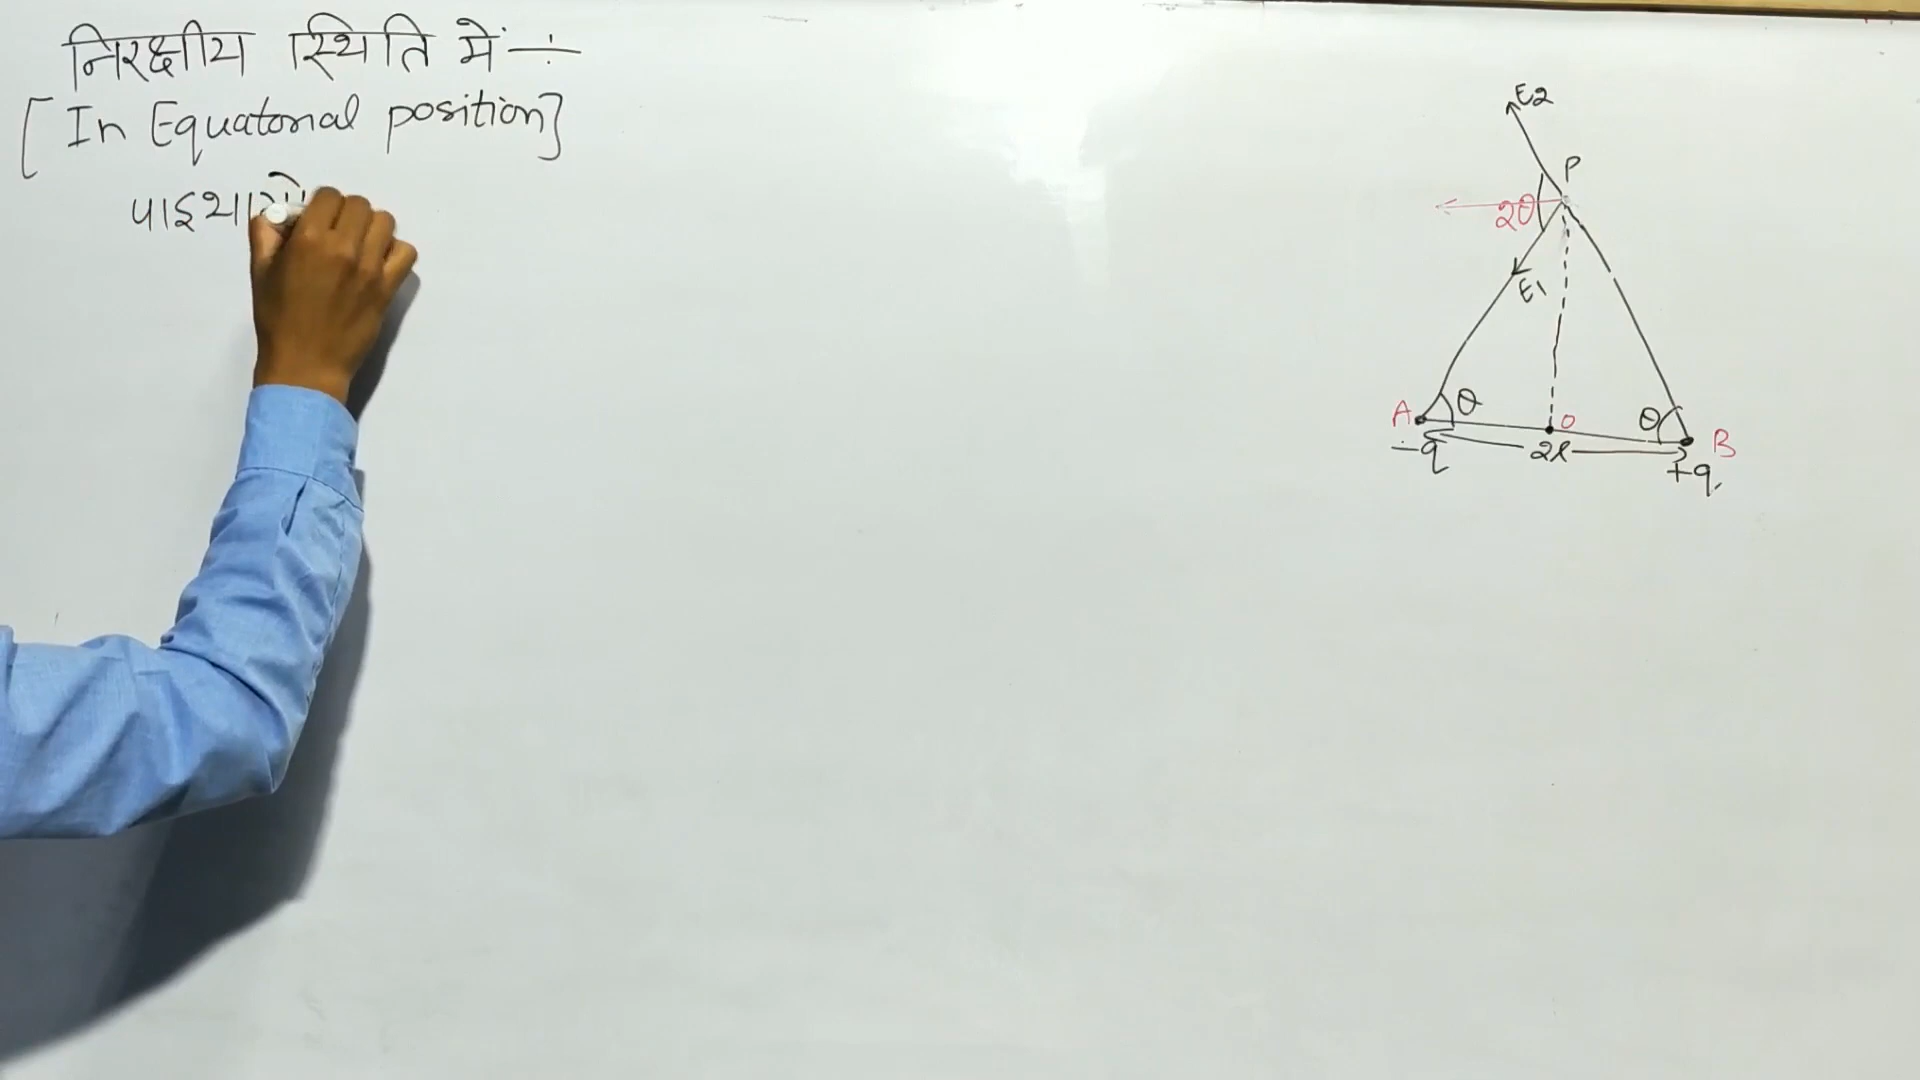 निरक्षीय स्थिति में ÷
[In Equatorial position]
E2
P
2θ
E1
A θ O θ B
-q 2l +q